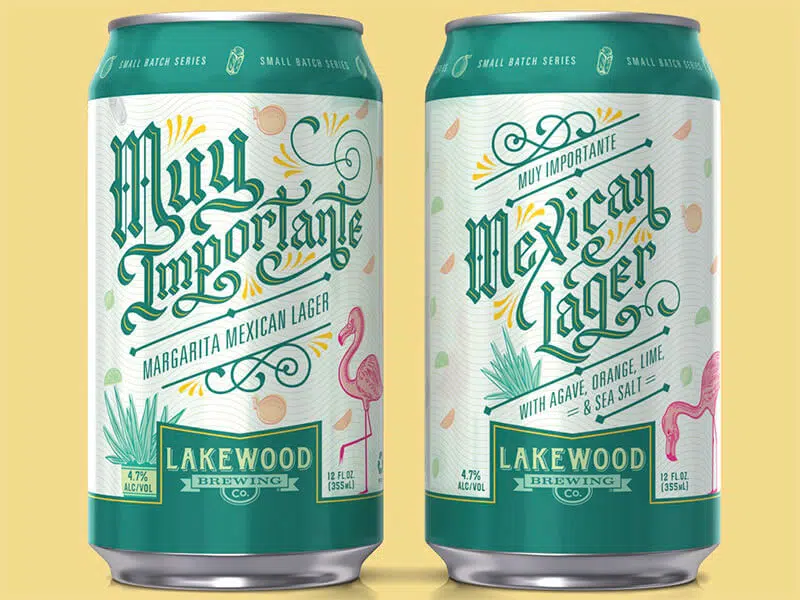 SMALL BATCH SERIES
SMALL BATCH SERIES
Muy
Importante
MARGARITA MEXICAN LAGER
4.7%
ALC/VOL
LAKEWOOD
BREWING
Co.
12 FL.OZ.
(355mL)
SMALL BATCH SERIES
SMALL BATCH SERIES
MUY IMPORTANTE
Mexican
Lager
WITH AGAVE, ORANGE, LIME,
& SEA SALT
4.7%
ALC/VOL
LAKEWOOD
BREWING
Co.
12 FL.OZ.
(355mL)